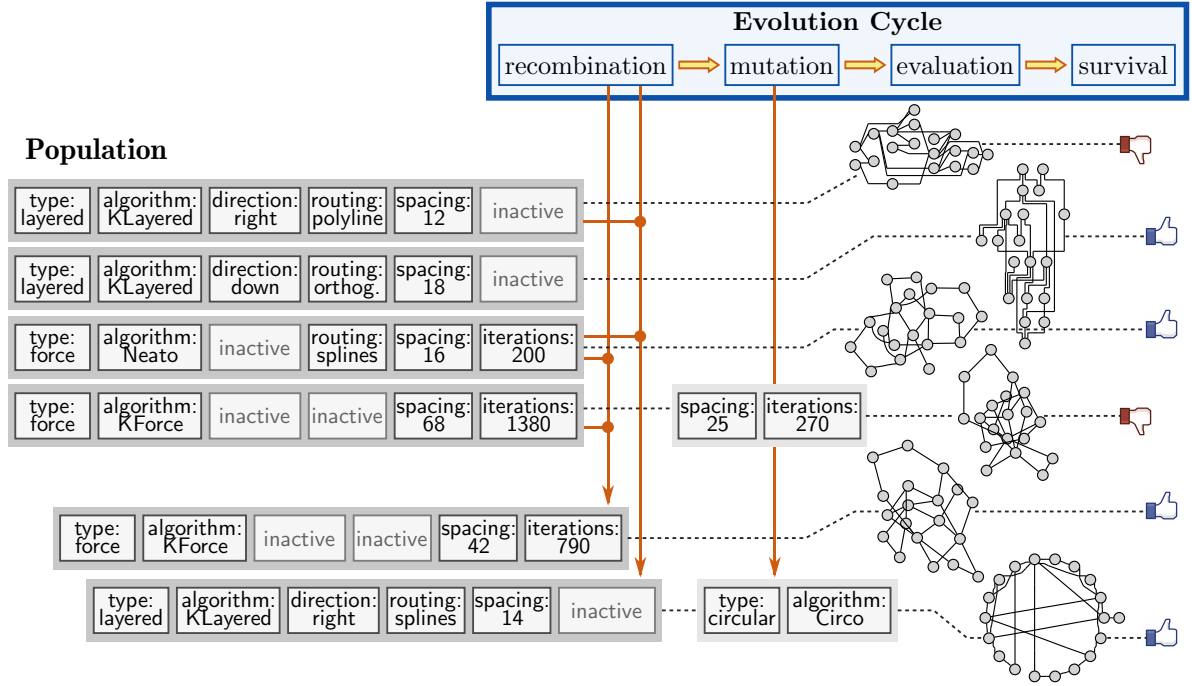 Evolution Cycle
recombination mutation evaluation survival
Population
type: algorithm: direction: routing: spacing: inactive
layered KLayered right polyline 12
type: algorithm: direction: routing: spacing: inactive
layered KLayered down orthog. 18
type: algorithm: inactive routing: spacing: iterations:
force Neato splines 16 200
type: algorithm: inactive inactive spacing: iterations: spacing: iterations:
force KForce 68 1380 25 270
type: algorithm: inactive inactive spacing: iterations:
force KForce 42 790
type: algorithm: direction: routing: spacing: inactive type: algorithm:
layered KLayered right splines 14 circular Circo